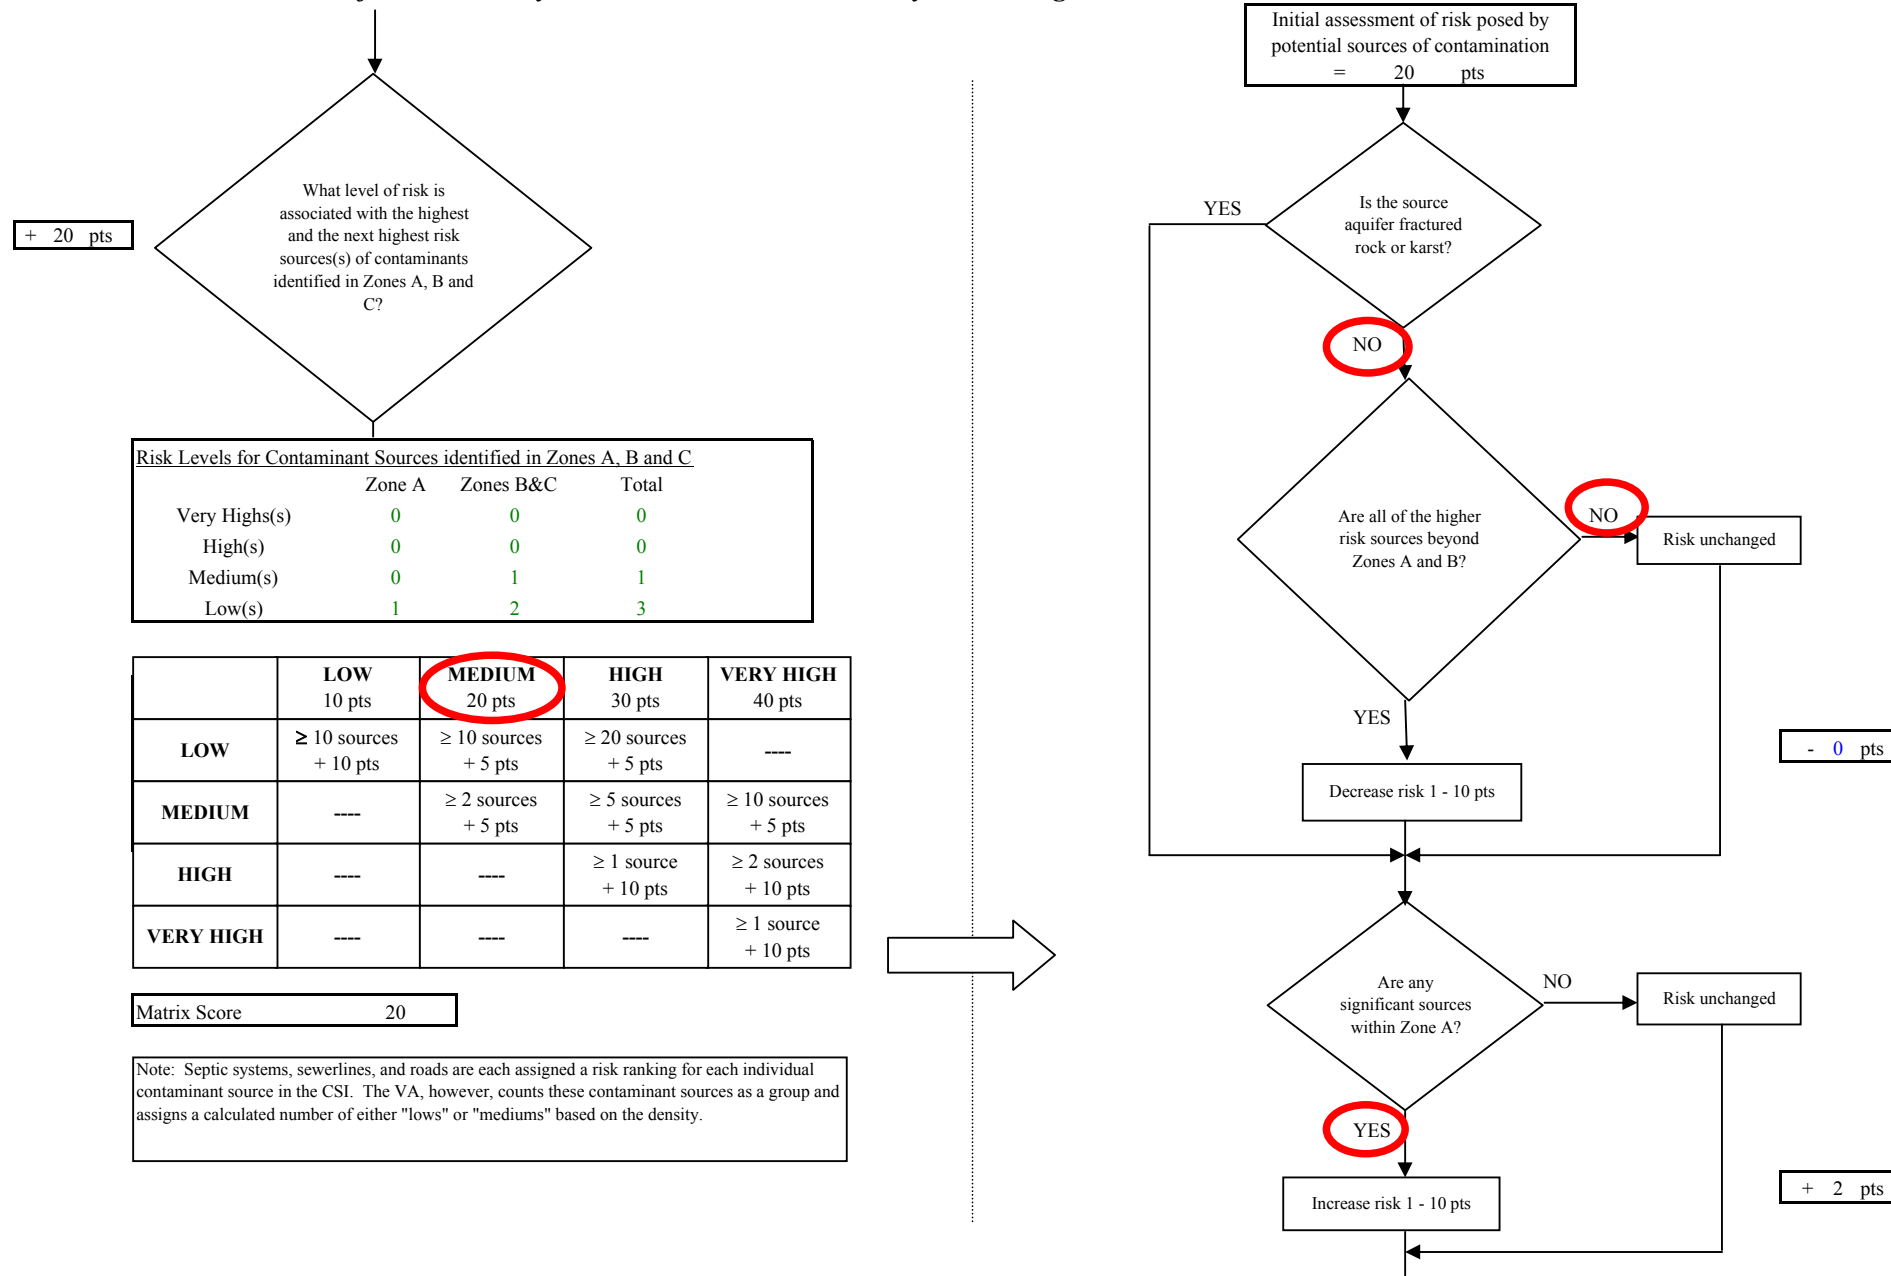 What level of risk is
associated with the highest
and the next highest risk
sources(s) of contaminants
identified in Zones A, B and
C?
+ 20 pts
Risk Levels for Contaminant Sources identified in Zones A, B and C
Zone A Zones B&C Total
Very Highs(s) 0 0 0
High(s) 0 0 0
Medium(s) 0 1 1
Low(s) 1 2 3
LOW MEDIUM HIGH VERY HIGH
10 pts 20 pts 30 pts 40 pts
LOW ≥ 10 sources ≥ 10 sources ≥ 20 sources ----
+ 10 pts + 5 pts + 5 pts
MEDIUM ---- ≥ 2 sources ≥ 5 sources ≥ 10 sources
+ 5 pts + 5 pts + 5 pts
HIGH ---- ---- ≥ 1 source ≥ 2 sources
+ 10 pts + 10 pts
VERY HIGH ---- ---- ---- ≥ 1 source
+ 10 pts
Matrix Score 20
Note: Septic systems, sewerlines, and roads are each assigned a risk ranking for each individual
contaminant source in the CSI. The VA, however, counts these contaminant sources as a group and
assigns a calculated number of either "lows" or "mediums" based on the density.
Initial assessment of risk posed by
potential sources of contamination
= 20 pts
Is the source
aquifer fractured
rock or karst?
YES
NO
Are all of the higher
risk sources beyond
Zones A and B?
NO
Risk unchanged
YES
Decrease risk 1 - 10 pts
- 0 pts
Are any
significant sources
within Zone A?
NO
Risk unchanged
YES
Increase risk 1 - 10 pts
+ 2 pts